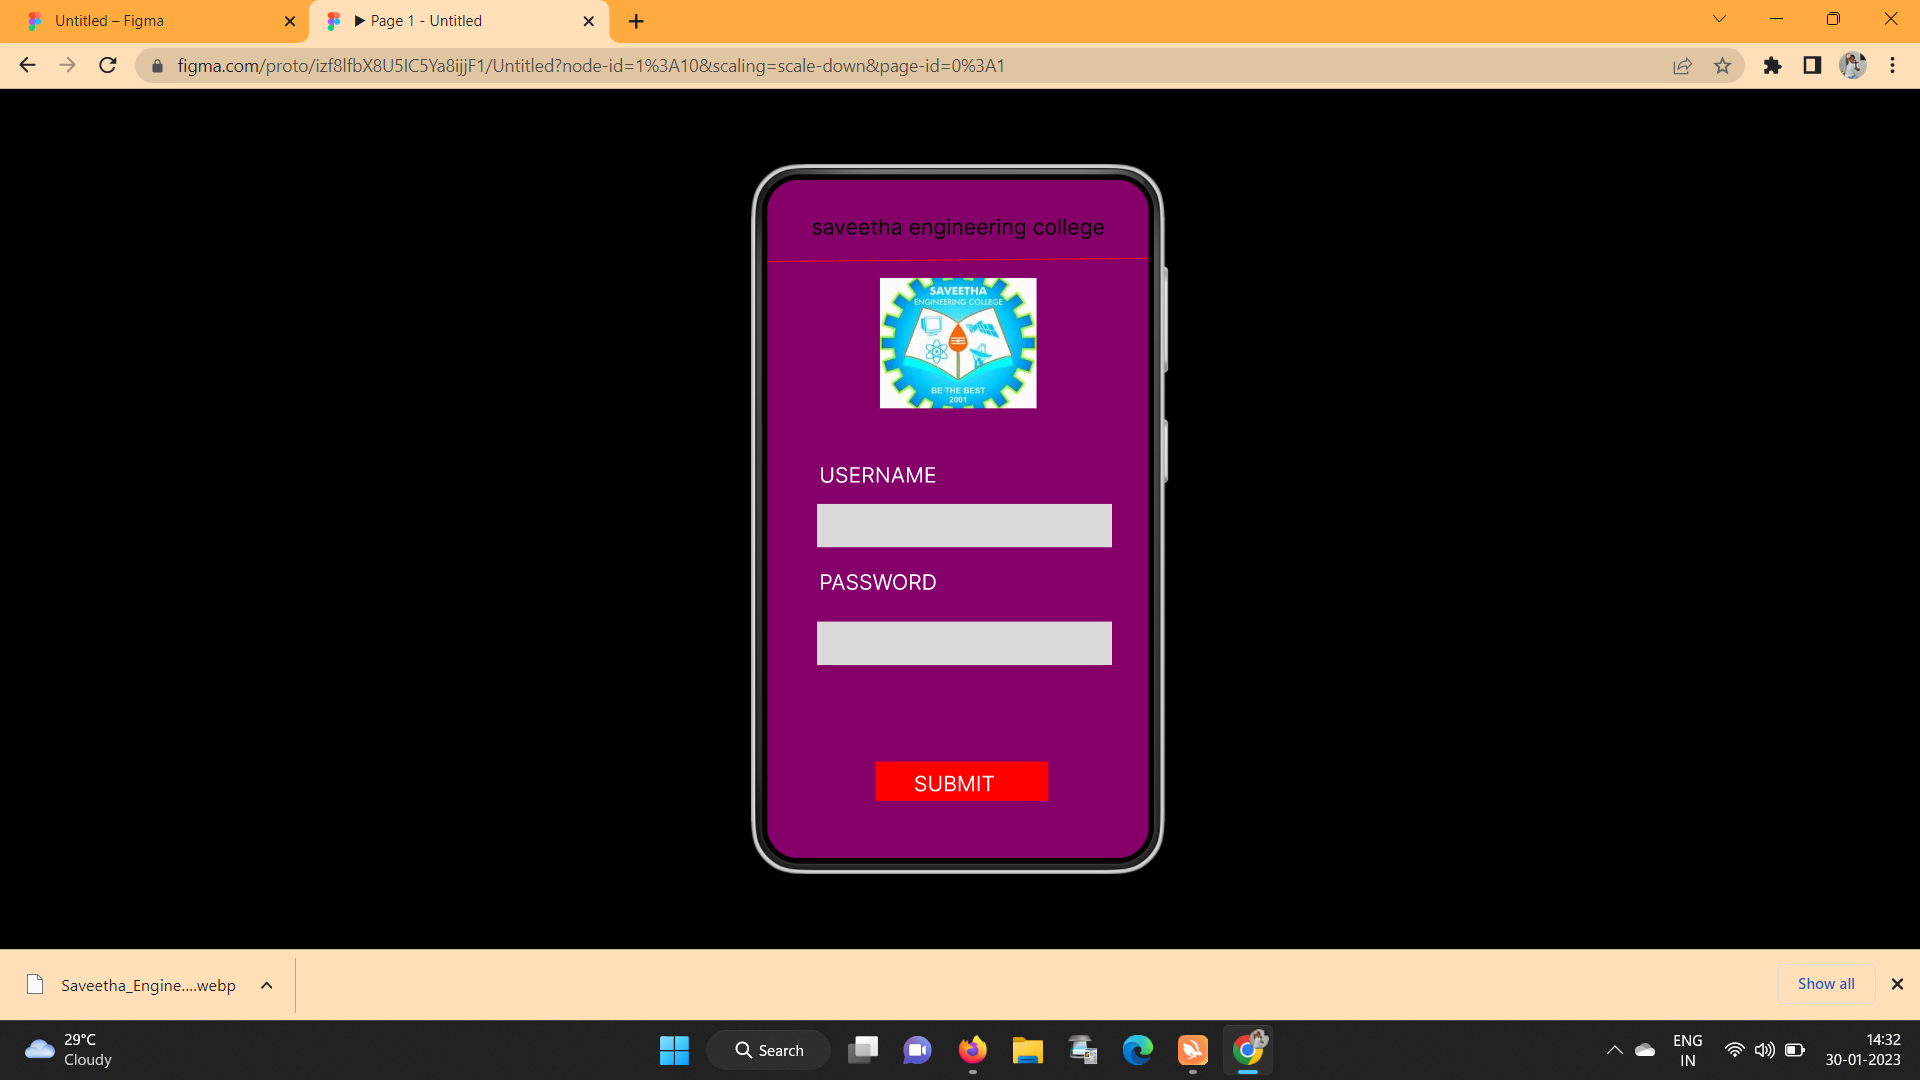 Untitled – Figma
▶ Page 1 - Untitled
figma.com/proto/izf8lfbX8U5IC5Ya8ijjF1/Untitled?node-id=1%3A10&scaling=scale-down&page-id=0%3A1
saveetha engineering college
SAVEETHA
ENGINEERING COLLEGE
BE THE BEST
2001
USERNAME
PASSWORD
SUBMIT
Saveetha_Engine....webp
Show all
29°C
Cloudy
Search
ENG
IN
14:32
30-01-2023